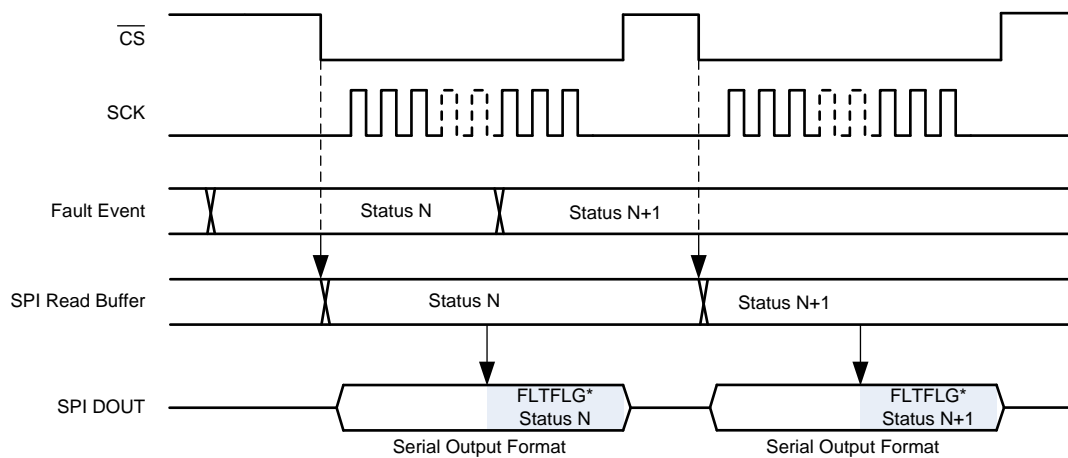 CS
SCK
Fault Event
Status N
Status N+1
SPI Read Buffer
Status N
Status N+1
SPI DOUT
FLTFLG*
Status N
FLTFLG*
Status N+1
Serial Output Format
Serial Output Format